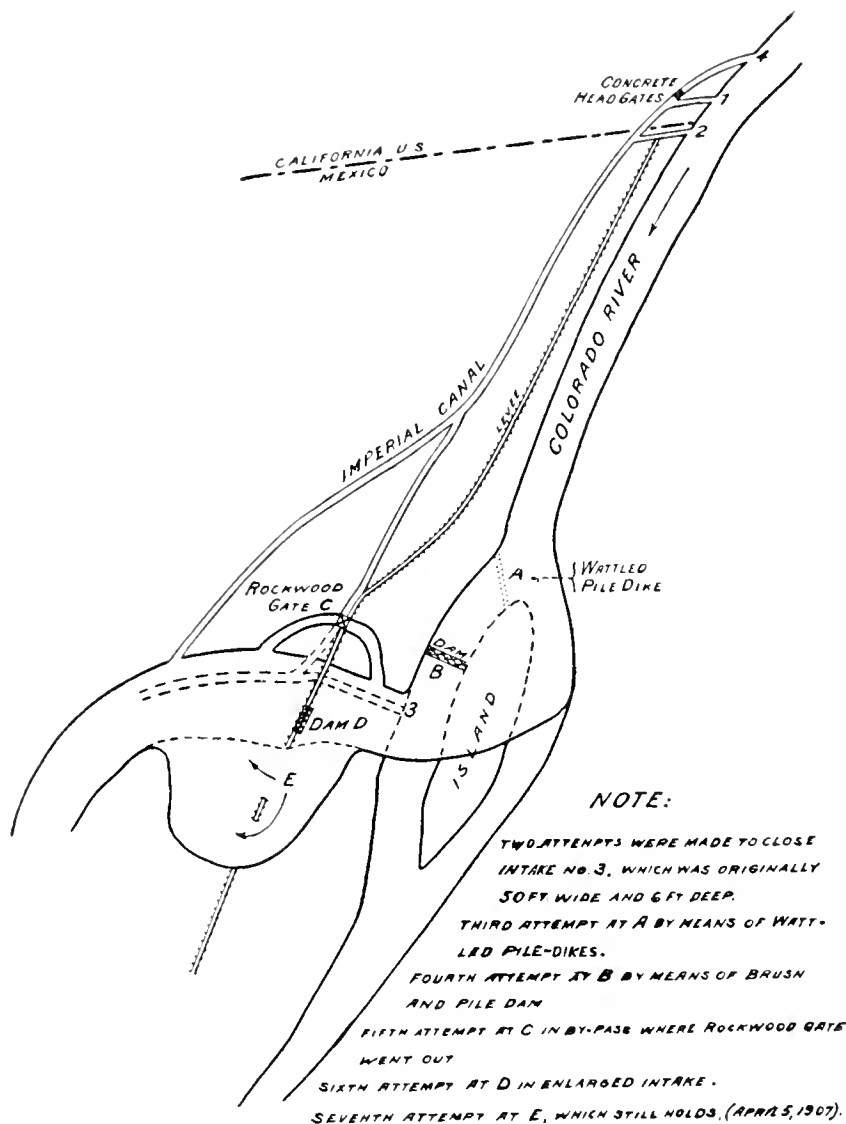 CONCRETE
HEAD GATES
4
1
2
CALIFORNIA U S
MEXICO
COLORADO RIVER
IMPERIAL CANAL
LEVEE
A
WATTLED
PILE DIKE
ROCKWOOD
GATE C
DAM
B
3
DAM D
ISLAND
E
NOTE:
TWO ATTEMPTS WERE MADE TO CLOSE
INTAKE NO. 3, WHICH WAS ORIGINALLY
50 FT. WIDE AND 6 FT DEEP.
THIRD ATTEMPT AT A BY MEANS OF WATT-
LED PILE-DIKES.
FOURTH ATTEMPT AT B BY MEANS OF BRUSH
AND PILE DAM
FIFTH ATTEMPT AT C IN BY-PASS WHERE ROCKWOOD GATE
WENT OUT
SIXTH ATTEMPT AT D IN ENLARGED INTAKE.
SEVENTH ATTEMPT AT E, WHICH STILL HOLDS. (APRIL 5, 1907).